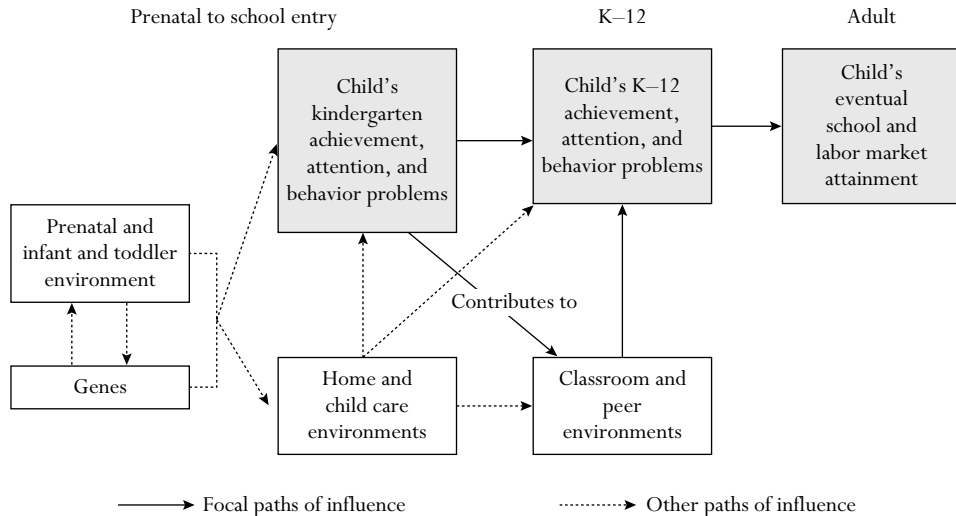 Prenatal to school entry
K–12
Adult
Child's
kindergarten
achievement,
attention, and
behavior problems
Child's K–12
achievement,
attention, and
behavior problems
Child's
eventual
school and
labor market
attainment
Prenatal and
infant and toddler
environment
Contributes to
Genes
Home and
child care
environments
Classroom and
peer
environments
Focal paths of influence
Other paths of influence